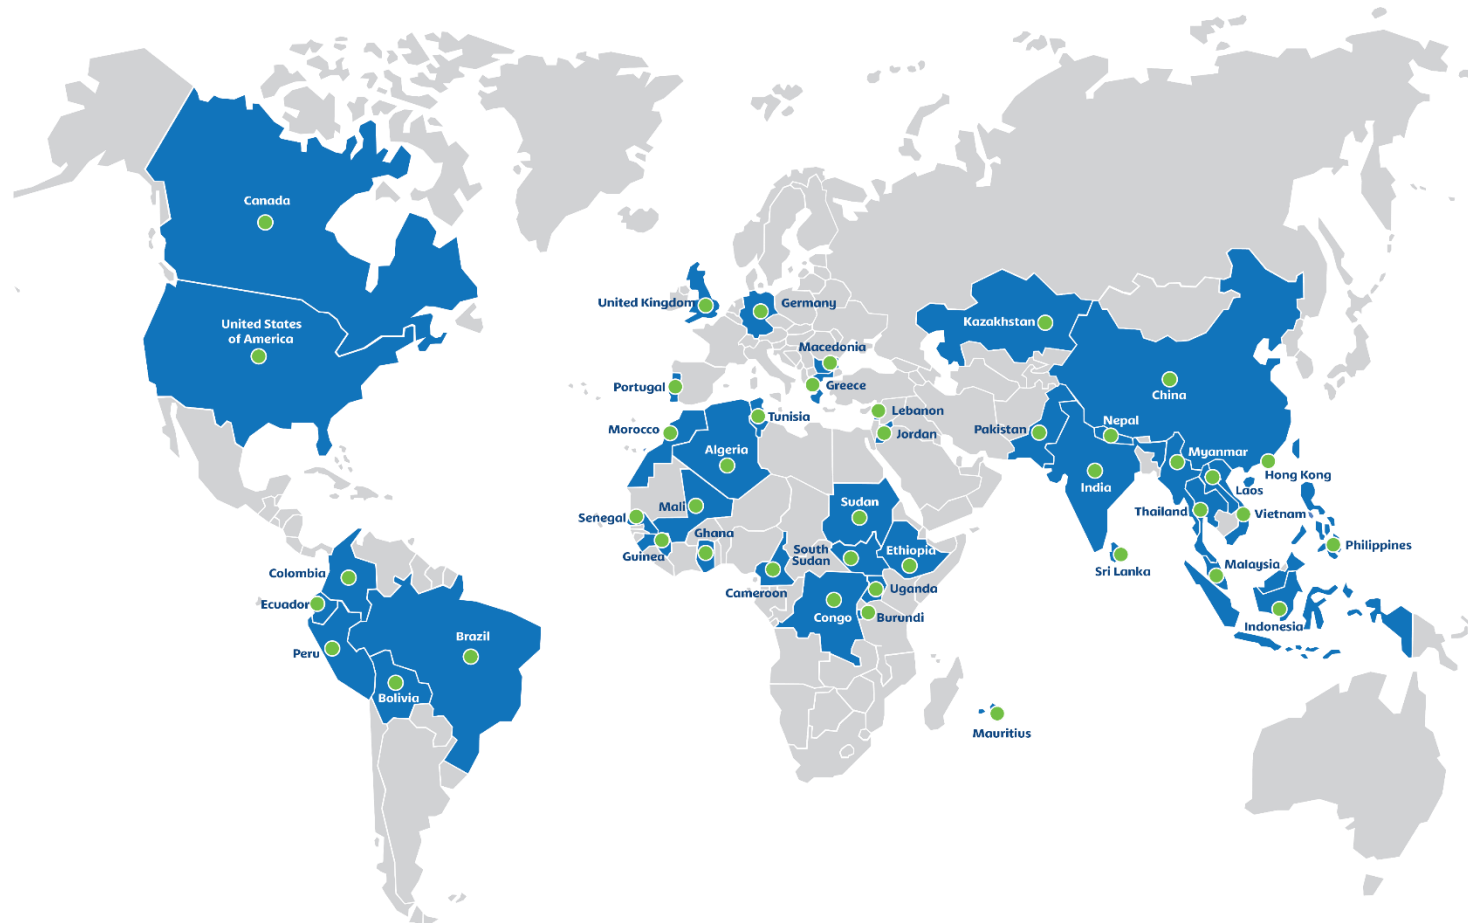 Canada
United States
of America
Colombia
Ecuador
Peru
Brazil
Bolivia
United Kingdom
Germany
Macedonia
Portugal
Greece
Morocco
Tunisia
Algeria
Lebanon
Jordan
Mali
Senegal
Guinea
Ghana
Cameroon
Sudan
South
Sudan
Ethiopia
Uganda
Congo
Burundi
Mauritius
Kazakhstan
China
Pakistan
Nepal
India
Myanmar
Hong Kong
Laos
Thailand
Vietnam
Sri Lanka
Philippines
Malaysia
Indonesia